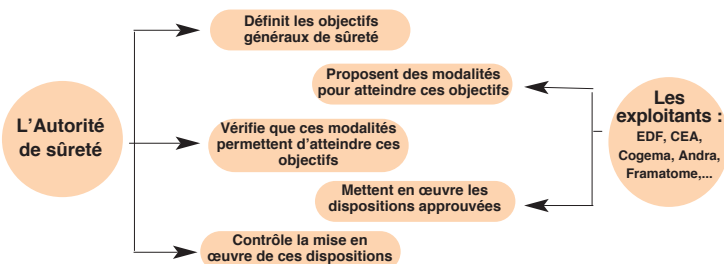 Définit les objectifs
généraux de sûreté
Proposent des modalités
pour atteindre ces objectifs
L'Autorité
de sûreté
Vérifie que ces modalités
permettent d'atteindre ces
objectifs
Les
exploitants :
EDF, CEA,
Cogema, Andra,
Framatome,...
Mettent en œuvre les
dispositions approuvées
Contrôle la mise en
œuvre de ces dispositions